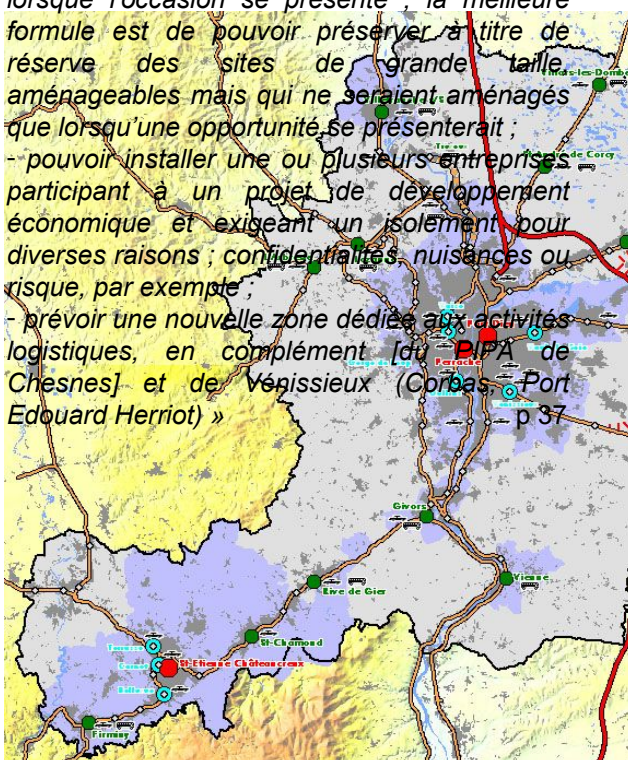 lorsque l'occasion se présente ; la meilleure
formule est de pouvoir préserver à titre de
réserve des sites de grande taille,
aménageables mais qui ne seraient aménagés
que lorsqu'une opportunité se présenterait ;
- pouvoir installer une ou plusieurs entreprises
participant à un projet de développement
économique et exigeant un isolement pour
diverses raisons ; confidentialités, nuisances ou
risque, par exemple ;
- prévoir une nouvelle zone dédiée aux activités
logistiques, en complément [du PIPA de
Chesnes] et de Vénissieux (Corbas, Port
Edouard Herriot) » p 37
Perrache
Givors
Vienne
Rive de Gier
St-Chamond
St-Etienne Châteaucreux
Firminy